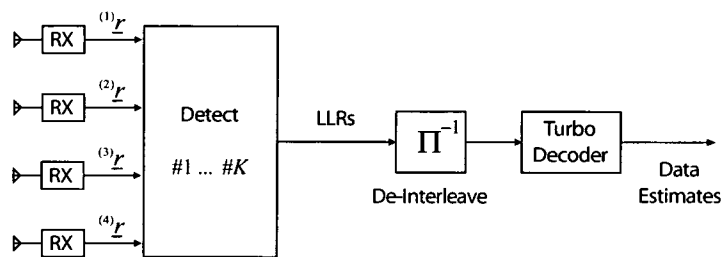 RX
(1)r
RX
(2)r
RX
(3)r
RX
(4)r
Detect
#1 ... #K
LLRs
Π⁻¹
De-Interleave
Turbo
Decoder
Data
Estimates